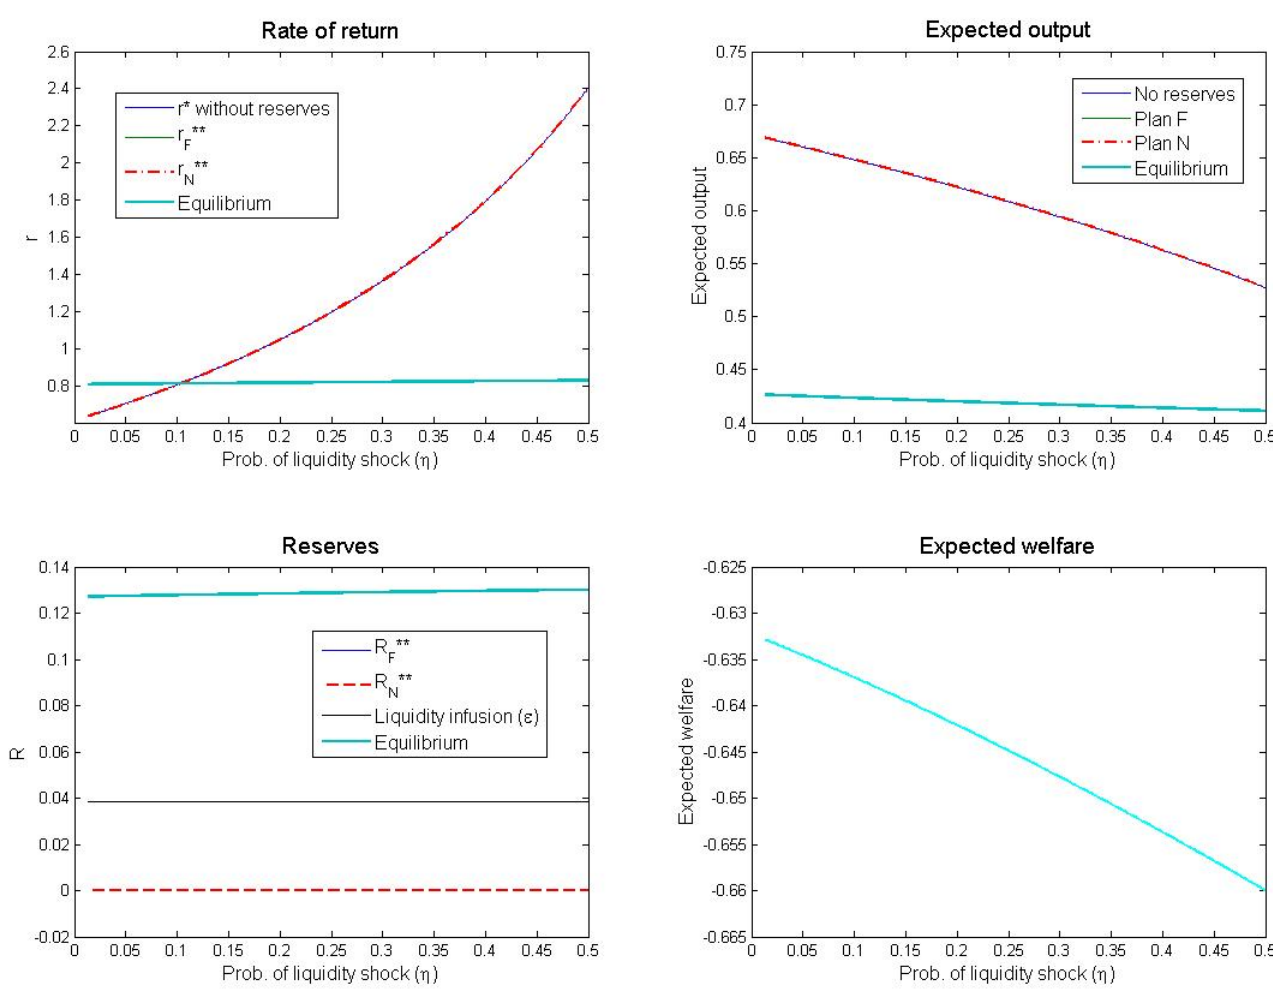 Rate of return
2.6
2.4
2.2
2
1.8
1.6
1.4
1.2
1
0.8
r
r* without reserves
r_F**
r_N**
Equilibrium
0 0.05 0.1 0.15 0.2 0.25 0.3 0.35 0.4 0.45 0.5
Prob. of liquidity shock (η)
Expected output
0.75
0.7
0.65
0.6
0.55
0.5
0.45
0.4
Expected output
No reserves
Plan F
Plan N
Equilibrium
0 0.05 0.1 0.15 0.2 0.25 0.3 0.35 0.4 0.45 0.5
Prob. of liquidity shock (η)
Reserves
0.14
0.12
0.1
0.08
0.06
0.04
0.02
0
-0.02
R
R_F**
R_N**
Liquidity infusion (ε)
Equilibrium
0 0.05 0.1 0.15 0.2 0.25 0.3 0.35 0.4 0.45 0.5
Prob. of liquidity shock (η)
Expected welfare
-0.625
-0.63
-0.635
-0.64
-0.645
-0.65
-0.655
-0.66
-0.665
Expected welfare
0 0.05 0.1 0.15 0.2 0.25 0.3 0.35 0.4 0.45 0.5
Prob. of liquidity shock (η)